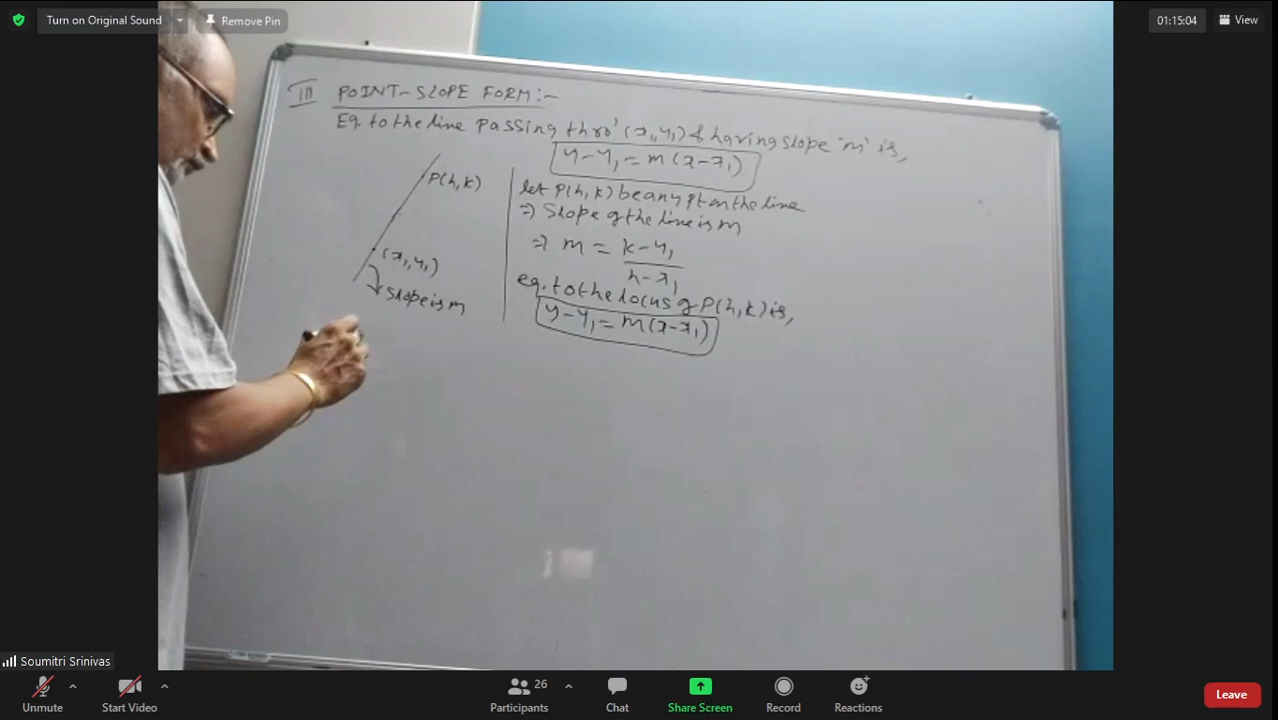 Turn on Original Sound
Remove Pin
01:15:04
View
III POINT-SLOPE FORM:-
Eq. to the line passing thro' (x1, y1) & having slope 'm' is,
y-y1 = m(x-x1)
P(h,k)
(x1, y1)
Slope is m
let P(h,k) be any pt on the line
⇒ Slope of the line is m
⇒ m = k-y1 / h-x1
eq. to the locus of P(h,k) is,
y-y1 = m(x-x1)
Soumitri Srinivas
Unmute
Start Video
Participants 26
Chat
Share Screen
Record
Reactions
Leave